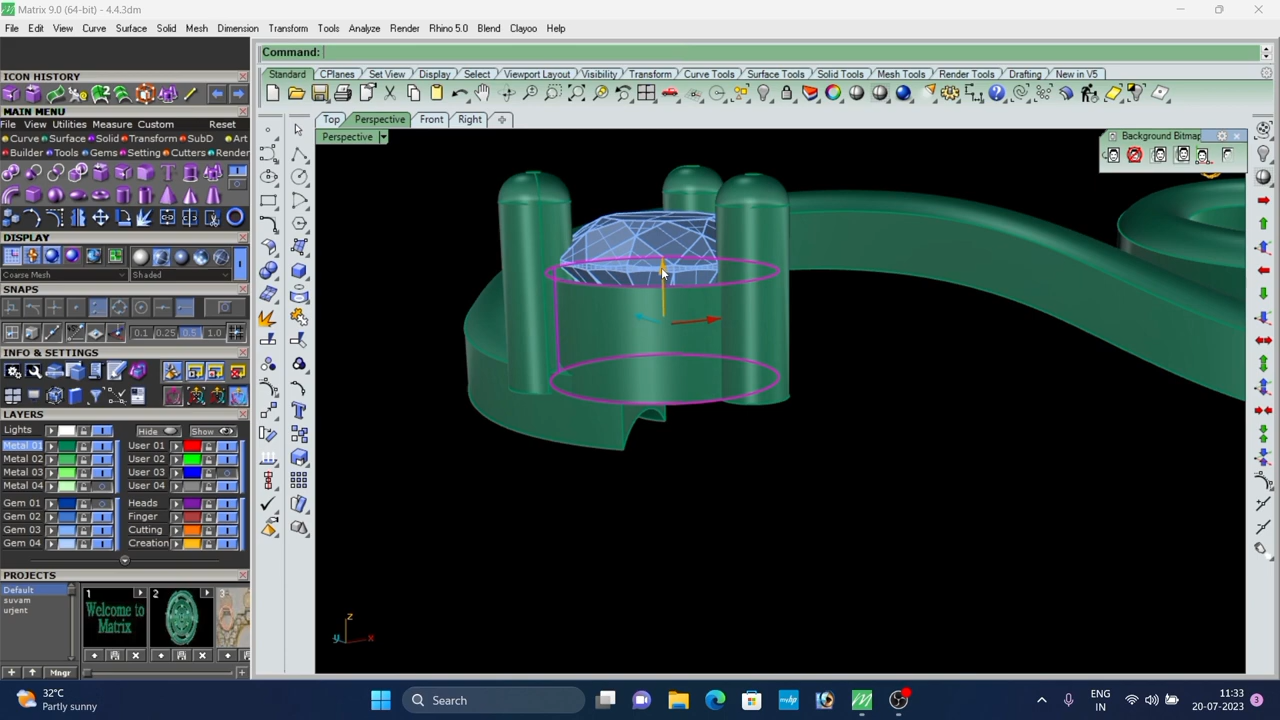 Matrix 9.0 (64-bit) - 4.4.3dm
File Edit View Curve Surface Solid Mesh Dimension Transform Tools Analyze Render Rhino 5.0 Blend Clayoo Help
Command:
ICON HISTORY
Standard CPlanes Set View Display Select Viewport Layout Visibility Transform Curve Tools Surface Tools Solid Tools Mesh Tools Render Tools Drafting New in V5
MAIN MENU
File View Utilities Measure Custom Reset
Curve Surface Solid Transform SubD Art
Builder Tools Gems Setting Cutters Render
Top Perspective Front Right
Perspective
Background Bitmap
DISPLAY
Coarse Mesh Shaded
SNAPS
0.1 0.25 0.5 1.0
INFO & SETTINGS
LAYERS
Lights Hide Show
Metal 01 User 01
Metal 02 User 02
Metal 03 User 03
Metal 04 User 04
Gem 01 Heads
Gem 02 Finger
Gem 03 Cutting
Gem 04 Creation
PROJECTS
Default
suvam
urjent
1 2 3
Welcome to
Matrix
Mngr
z
y x
32°C
Partly sunny
Search
ENG
IN
11:33
20-07-2023
3